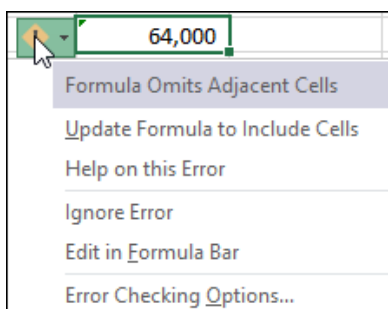 64,000
Formula Omits Adjacent Cells
Update Formula to Include Cells
Help on this Error
Ignore Error
Edit in Formula Bar
Error Checking Options...